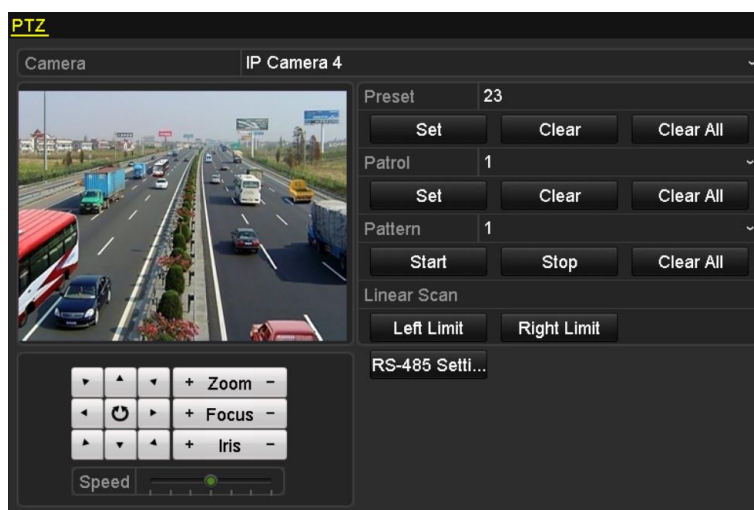 PTZ
Camera IP Camera 4
Preset 23
Set Clear Clear All
Patrol 1
Set Clear Clear All
Pattern 1
Start Stop Clear All
Linear Scan
Left Limit Right Limit
RS-485 Setti...
+ Zoom -
+ Focus -
+ Iris -
Speed